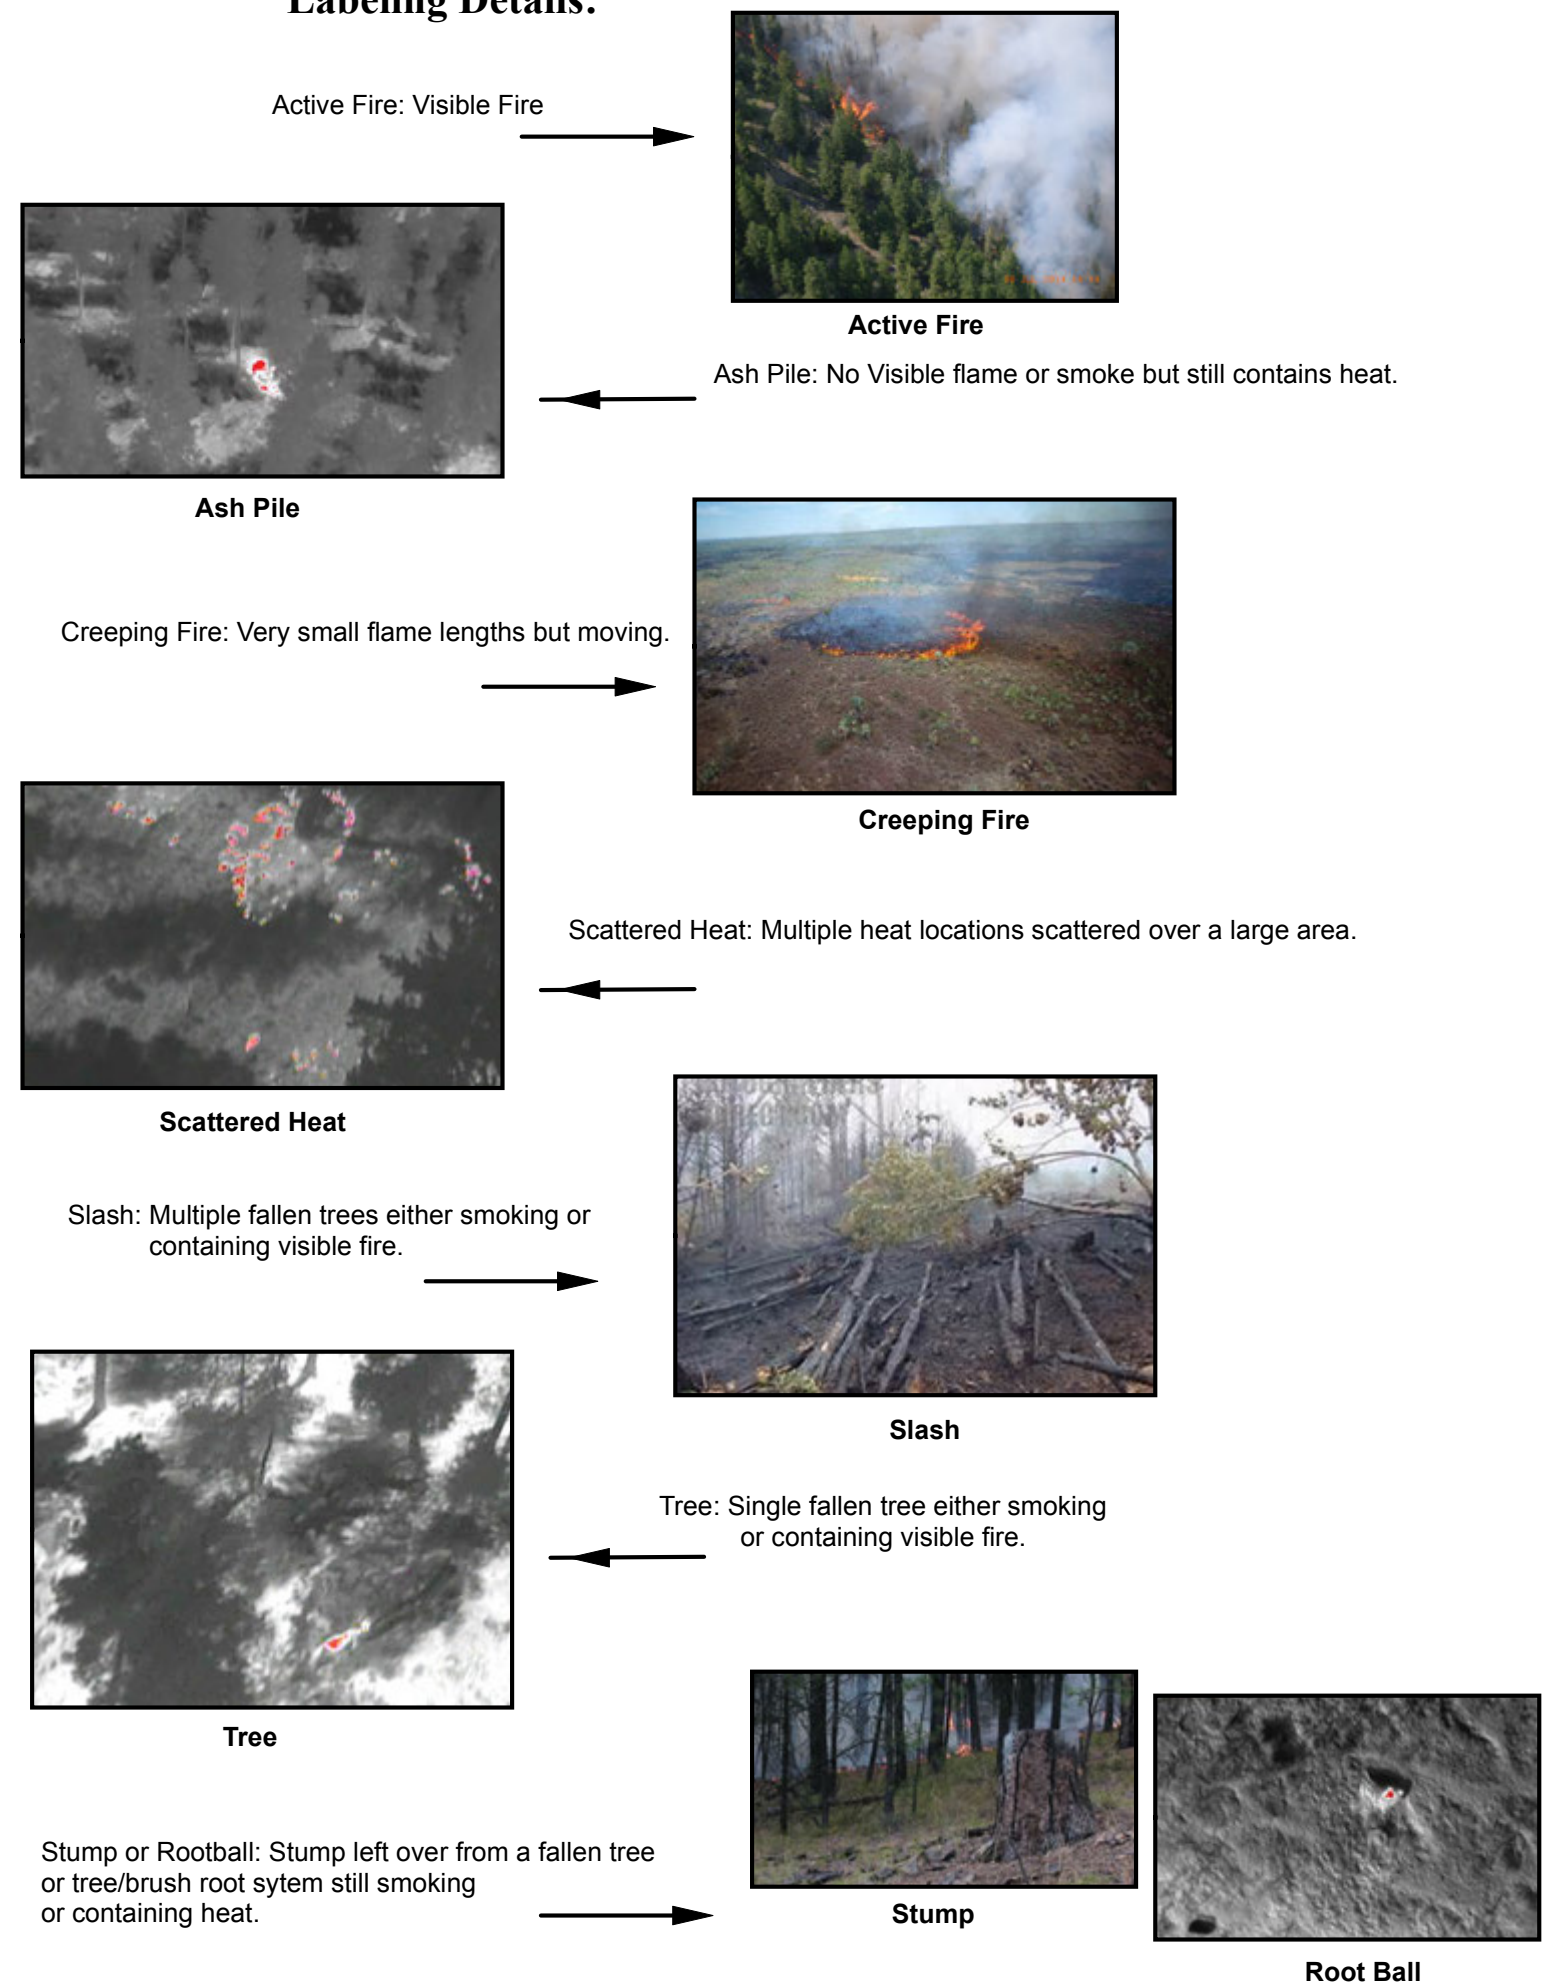 Labeling Details:
Active Fire: Visible Fire
Active Fire
Ash Pile: No Visible flame or smoke but still contains heat.
Ash Pile
Creeping Fire: Very small flame lengths but moving.
Creeping Fire
Scattered Heat: Multiple heat locations scattered over a large area.
Scattered Heat
Slash: Multiple fallen trees either smoking or
containing visible fire.
Slash
Tree: Single fallen tree either smoking
or containing visible fire.
Tree
Stump or Rootball: Stump left over from a fallen tree
or tree/brush root sytem still smoking
or containing heat.
Stump
Root Ball